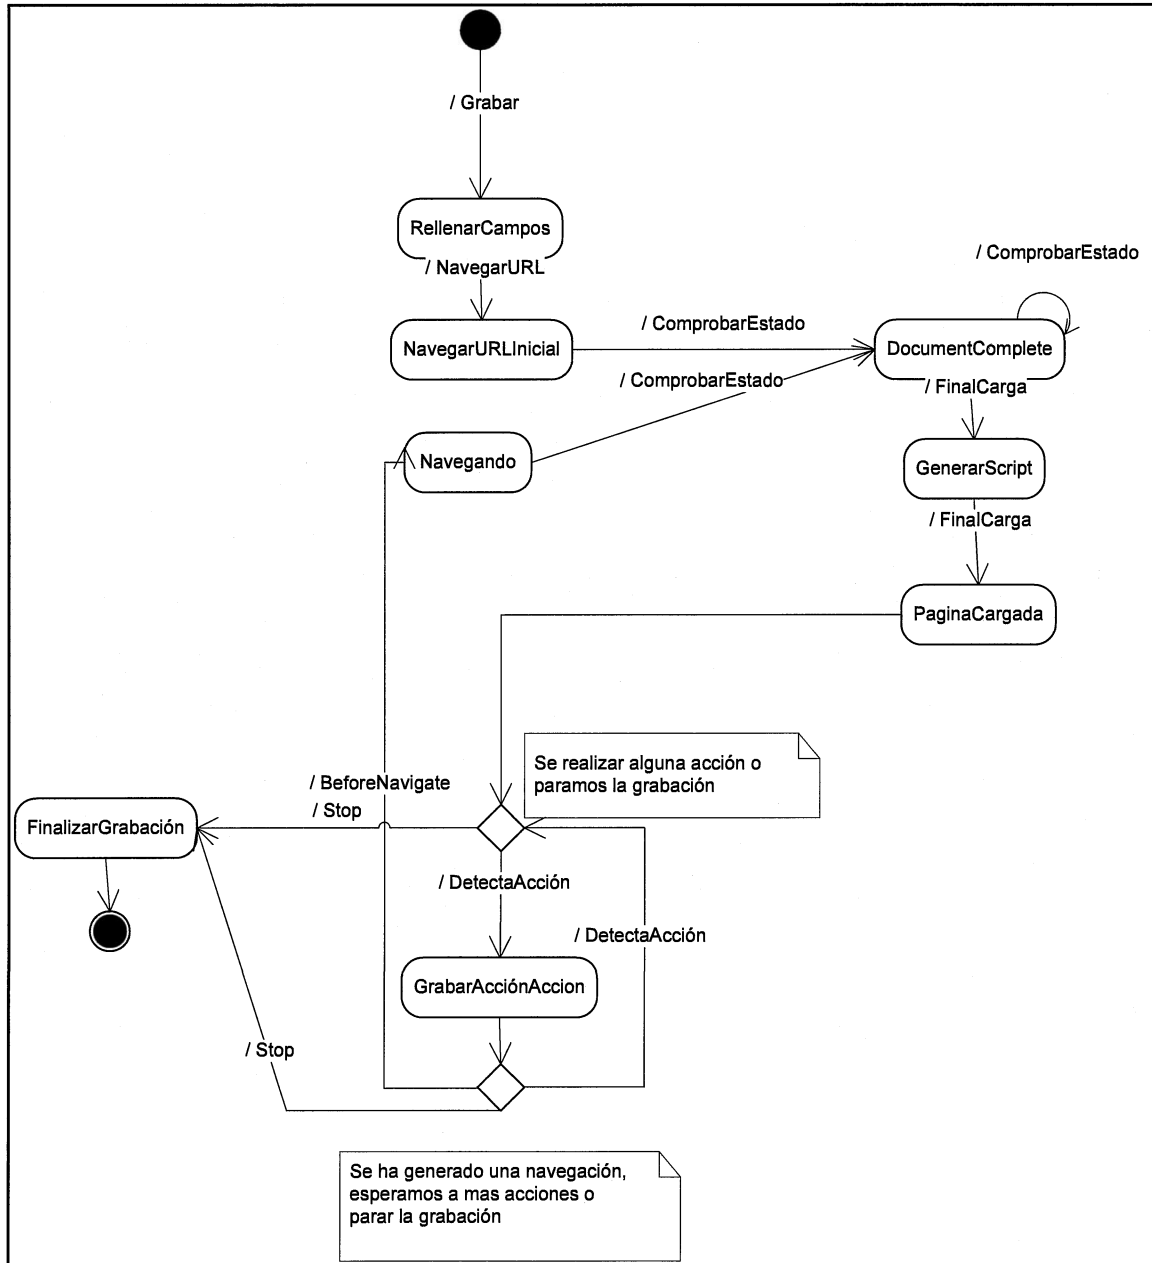 / Grabar
RellenarCampos
/ NavegarURL
/ ComprobarEstado
/ ComprobarEstado
NavegarURLInicial
DocumentComplete
/ ComprobarEstado
/ FinalCarga
Navegando
GenerarScript
/ FinalCarga
PaginaCargada
Se realizar alguna acción o
paramos la grabación
/ BeforeNavigate
/ Stop
FinalizarGrabación
/ DetectaAcción
/ DetectaAcción
GrabarAcciónAccion
/ Stop
Se ha generado una navegación,
esperamos a mas acciones o
parar la grabación